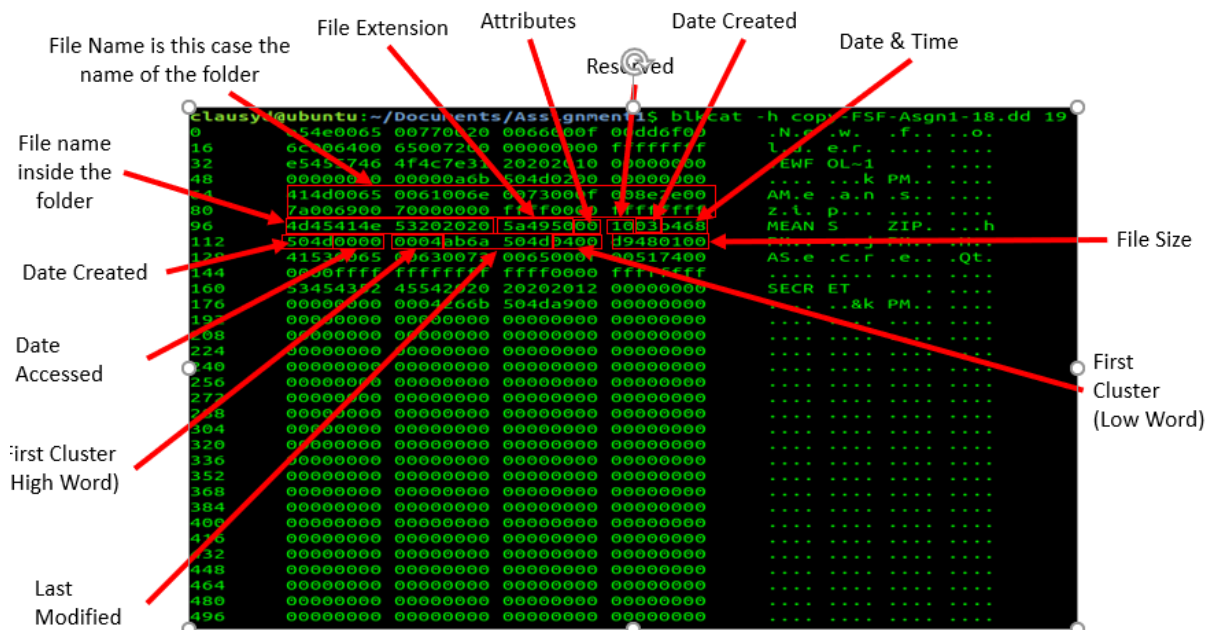 File Name is this case the
name of the folder
File Extension
Attributes
Reserved
Date Created
Date & Time
File name
inside the
folder
Date Created
Date
Accessed
First Cluster
(High Word)
Last
Modified
File Size
First
Cluster
(Low Word)
clausyd@ubuntu:~/Documents/Assignment1$ blkcat -h copy-FSF-Asgn1-18.dd 19
0 e54e0065 00770020 0066000f 00dd6f00 .N.e .w. .f.. ..o.
16 6c006400 65007200 00000000 ffffffff l.d. e.r. .... ....
32 e5455746 4f4c7e31 20202010 00000000 .EWF OL~1 . ....
48 00000000 00000a6b 504d0200 00000000 .... ...k PM.. ....
64 414d0065 0061006e 0073000f AM.e .a.n .s.. ....
80 7a006900 70000000 ffff0000 ffffffff z.i. p... .... ....
96 4d45414e 53202020 5a495000 MEAN S ZIP. ...h
112 504d0000 0004ab6a 504d0400 d9480100 PM.. ...j PM.. .H..
128 41530065 00630072 00650000 00517400 AS.e .c.r .e.. .Qt.
144 0000ffff ffffffff ffff0000 ffffffff .... .... .... ....
160 53454352 45542020 20202012 00000000 SECR ET . ....
176 00000000 0004266b 504da900 00000000 .... ..&k PM.. ....
192 00000000 00000000 00000000 00000000 .... .... .... ....
208 00000000 00000000 00000000 00000000 .... .... .... ....
224 00000000 00000000 00000000 00000000 .... .... .... ....
240 00000000 00000000 00000000 00000000 .... .... .... ....
256 00000000 00000000 00000000 00000000 .... .... .... ....
272 00000000 00000000 00000000 00000000 .... .... .... ....
288 00000000 00000000 00000000 00000000 .... .... .... ....
304 00000000 00000000 00000000 00000000 .... .... .... ....
320 00000000 00000000 00000000 00000000 .... .... .... ....
336 00000000 00000000 00000000 00000000 .... .... .... ....
352 00000000 00000000 00000000 00000000 .... .... .... ....
368 00000000 00000000 00000000 00000000 .... .... .... ....
384 00000000 00000000 00000000 00000000 .... .... .... ....
400 00000000 00000000 00000000 00000000 .... .... .... ....
416 00000000 00000000 00000000 00000000 .... .... .... ....
432 00000000 00000000 00000000 00000000 .... .... .... ....
448 00000000 00000000 00000000 00000000 .... .... .... ....
464 00000000 00000000 00000000 00000000 .... .... .... ....
480 00000000 00000000 00000000 00000000 .... .... .... ....
496 00000000 00000000 00000000 00000000 .... .... .... ....